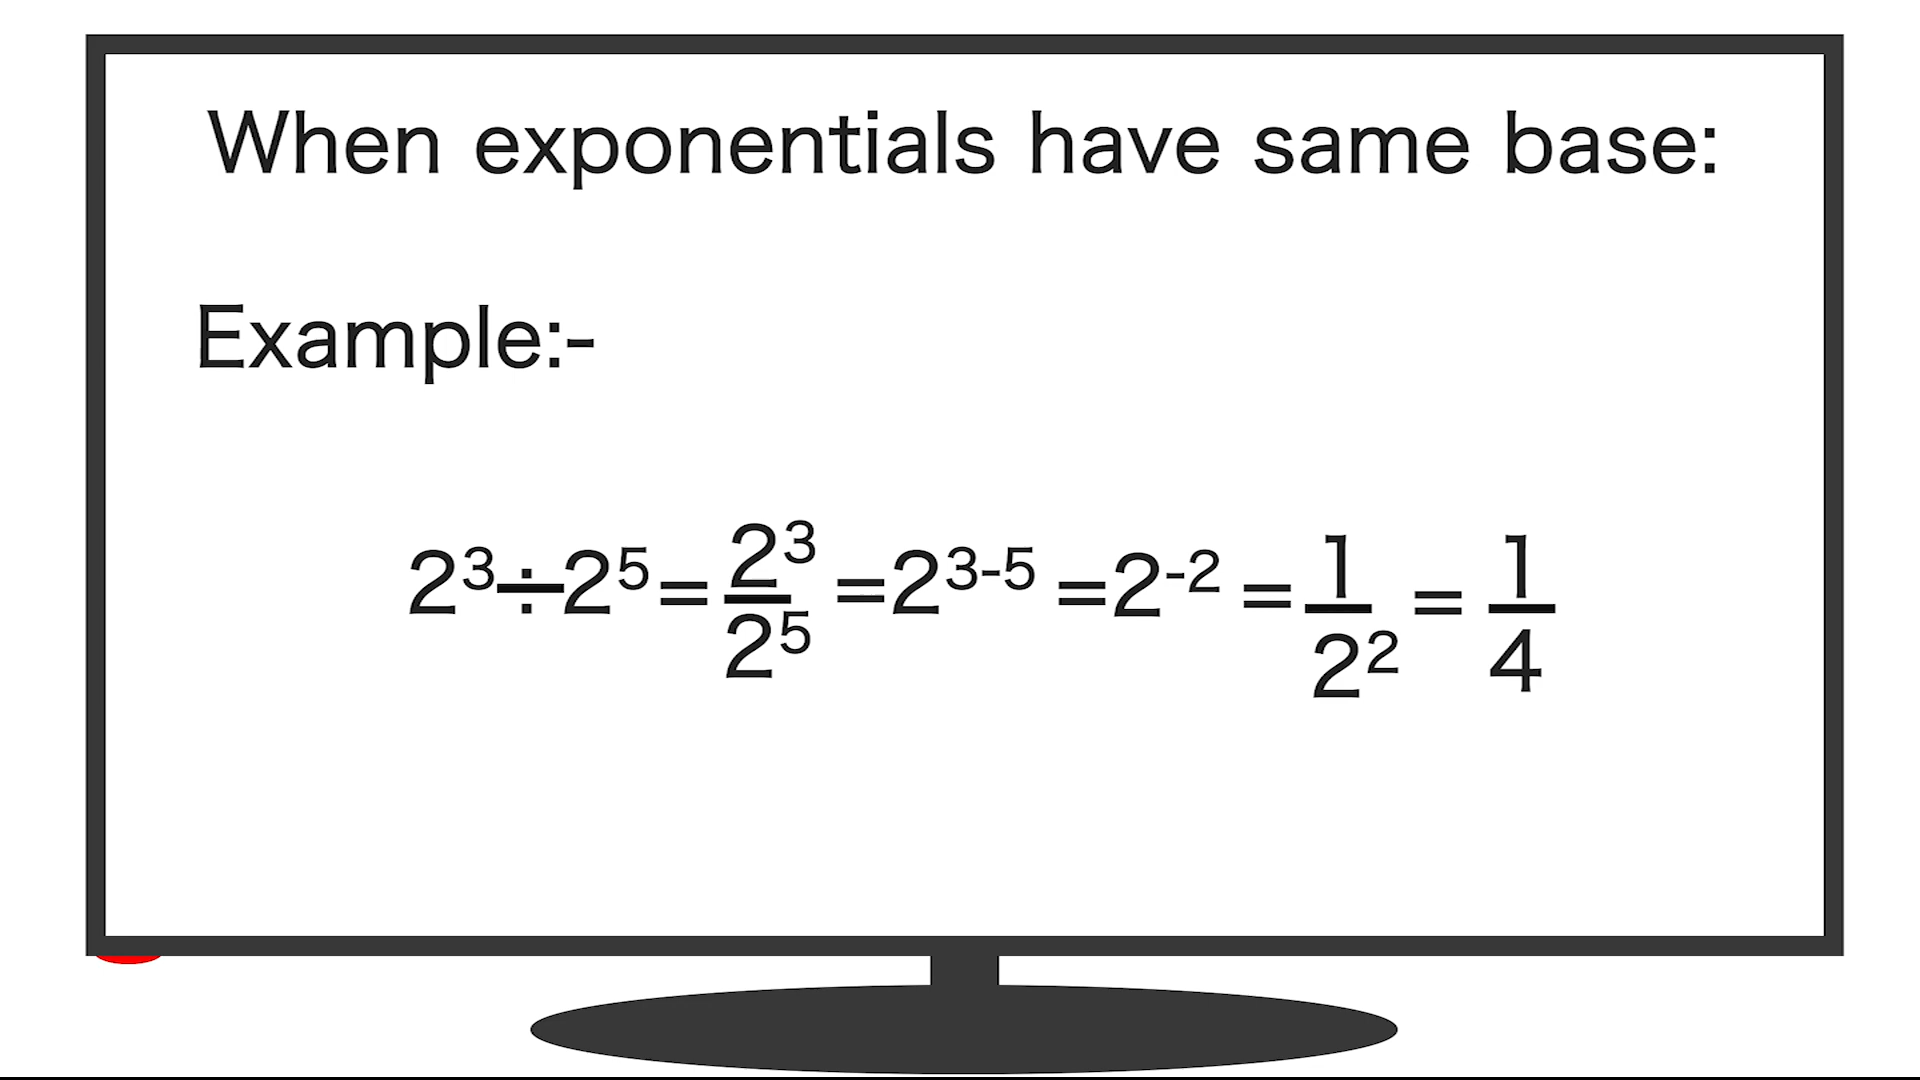 When exponentials have same base:
Example:-
2³÷2⁵=2³/2⁵=2³⁻⁵=2⁻²=1/2²=1/4